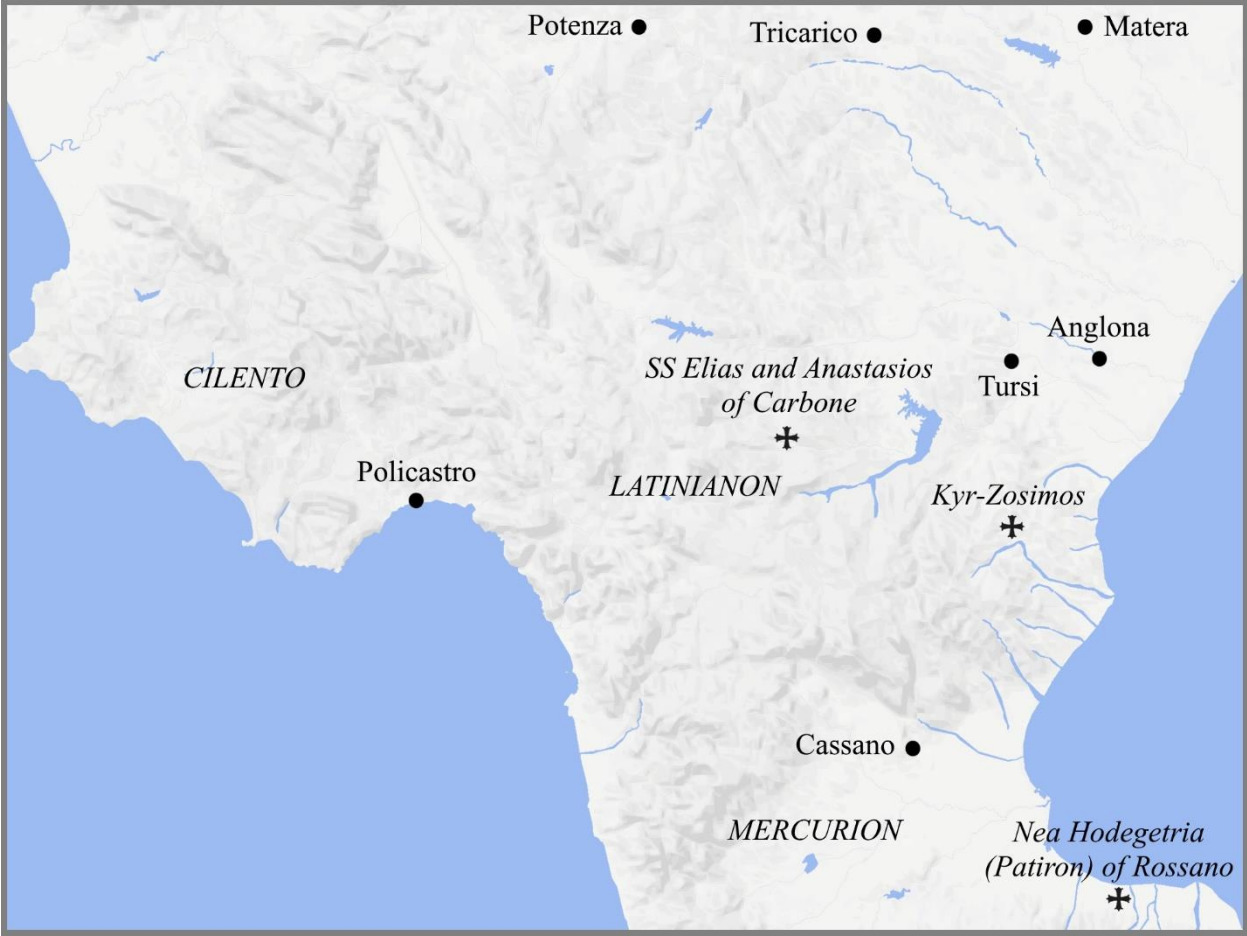 Potenza
Tricarico
Matera
Anglona
SS Elias and Anastasios
of Carbone
CILENTO
Tursi
Policastro
LATINIANON
Kyr-Zosimos
Cassano
MERCURION
Nea Hodegetria
(Patiron) of Rossano